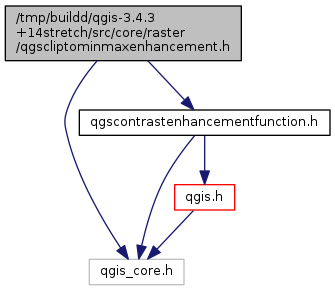 /tmp/buildd/qgis-3.4.3
+14stretch/src/core/raster
/qgscliptominmaxenhancement.h
qgscontrastenhancementfunction.h
qgis.h
qgis_core.h